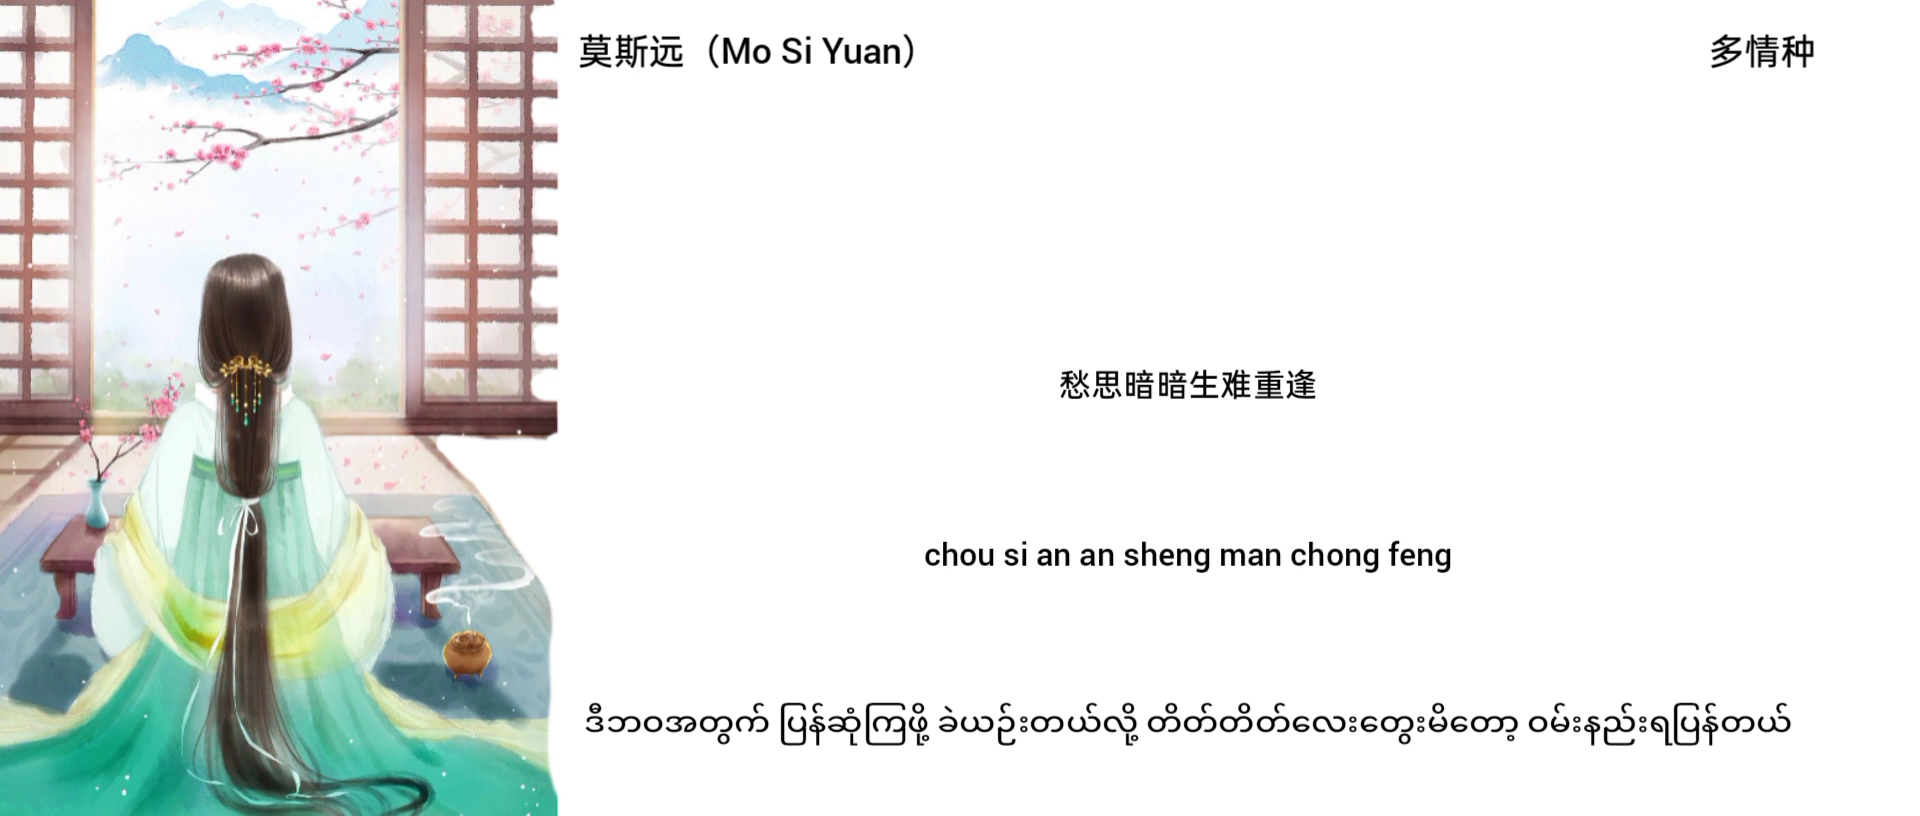 莫斯远（Mo Si Yuan） 多情种
愁思暗暗生难重逢
chou si an an sheng man chong feng
ဒီဘဝအတွက် ပြန်ဆုံကြဖို့ ခဲယဉ်းတယ်လို့ တိတ်တိတ်လေးတွေးမိတော့ ဝမ်းနည်းရပြန်တယ်